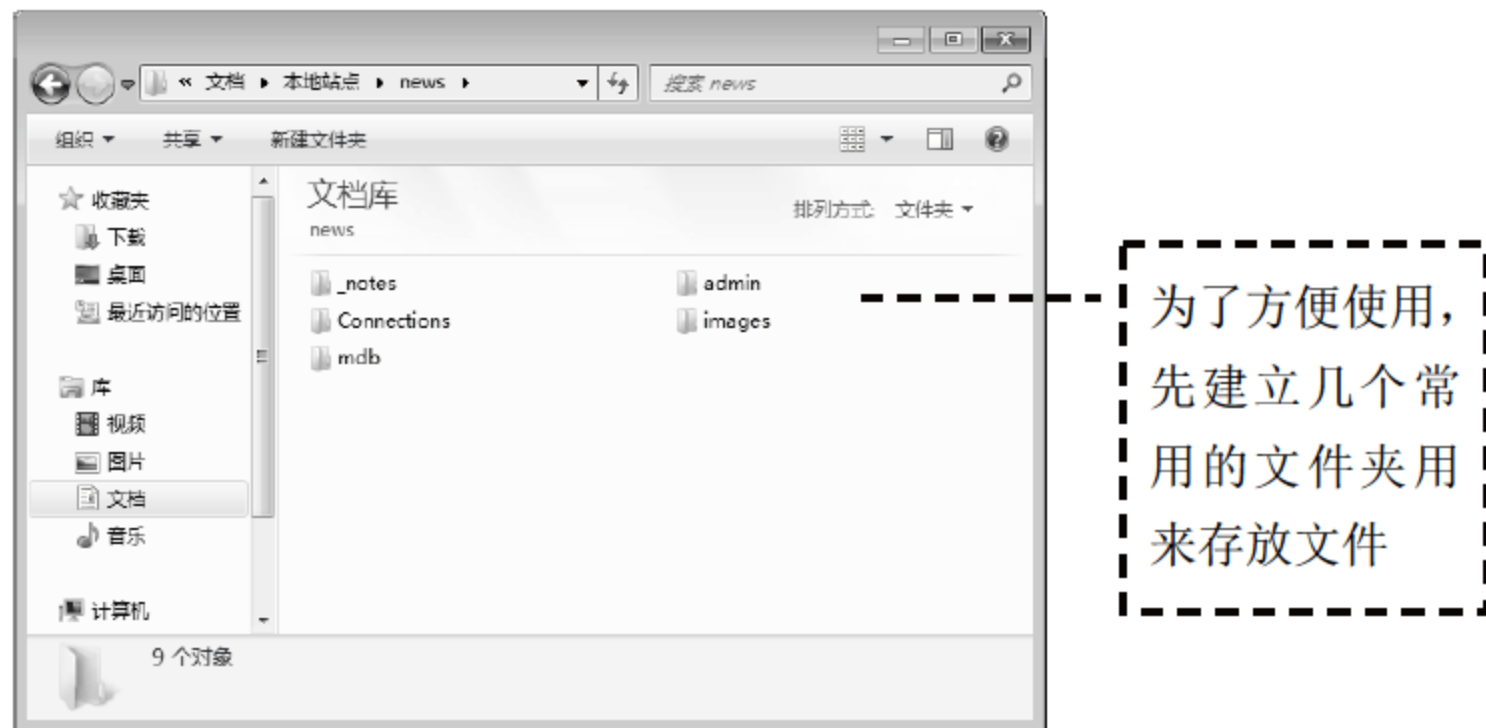 « 文档 ▸ 本地站点 ▸ news ▸
搜索 news
组织 共享 新建文件夹
收藏夹
下载
桌面
最近访问的位置
库
视频
图片
文档
音乐
计算机
文档库
news
排列方式: 文件夹
_notes admin
Connections images
mdb
9 个对象
为了方便使用，
先建立几个常
用的文件夹用
来存放文件